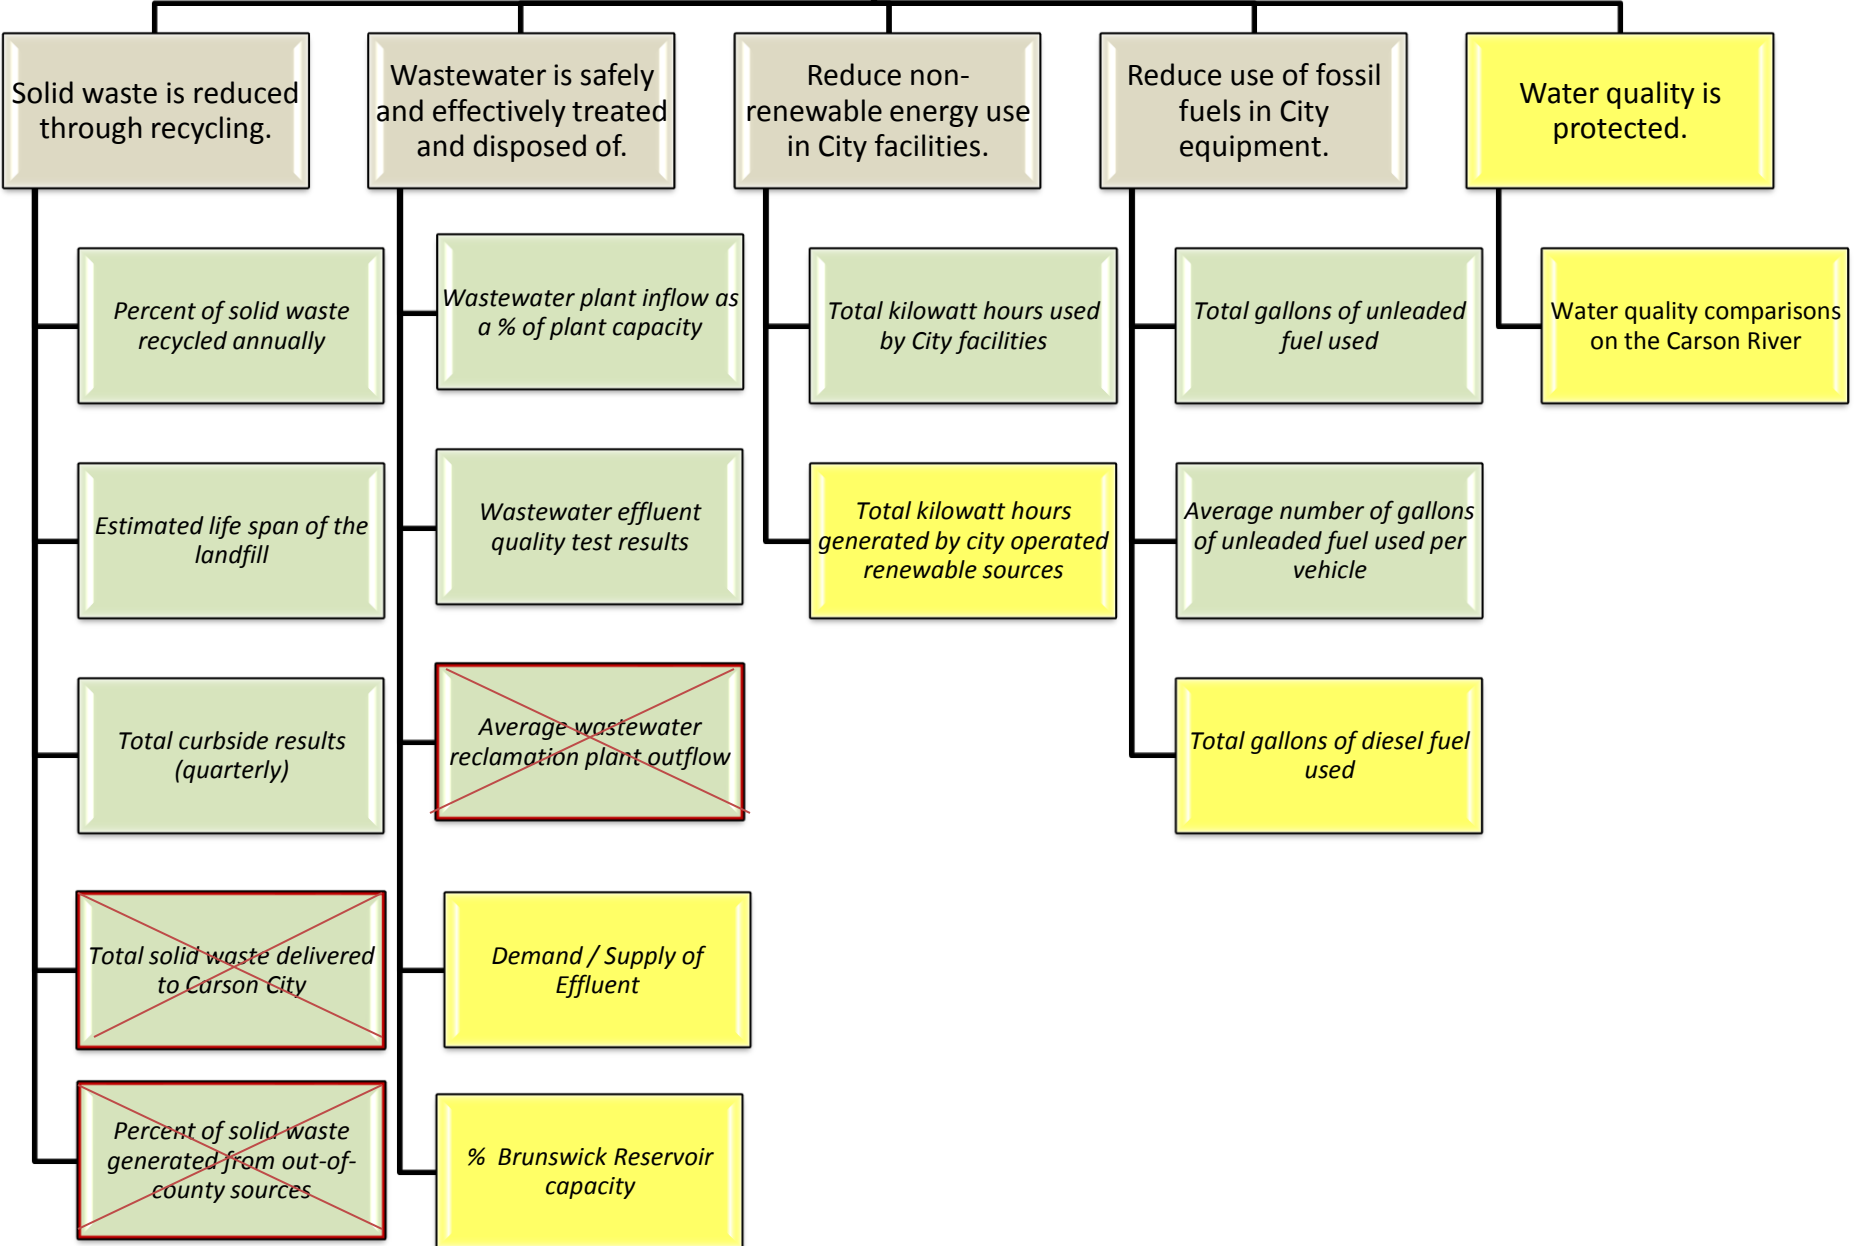 Solid waste is reduced
through recycling.
Wastewater is safely
and effectively treated
and disposed of.
Reduce non-
renewable energy use
in City facilities.
Reduce use of fossil
fuels in City
equipment.
Water quality is
protected.
Percent of solid waste
recycled annually
Estimated life span of the
landfill
Total curbside results
(quarterly)
Total solid waste delivered
to Carson City
Percent of solid waste
generated from out-of-
county sources
Wastewater plant inflow as
a % of plant capacity
Wastewater effluent
quality test results
Average wastewater
reclamation plant outflow
Demand / Supply of
Effluent
% Brunswick Reservoir
capacity
Total kilowatt hours used
by City facilities
Total kilowatt hours
generated by city operated
renewable sources
Total gallons of unleaded
fuel used
Average number of gallons
of unleaded fuel used per
vehicle
Total gallons of diesel fuel
used
Water quality comparisons
on the Carson River